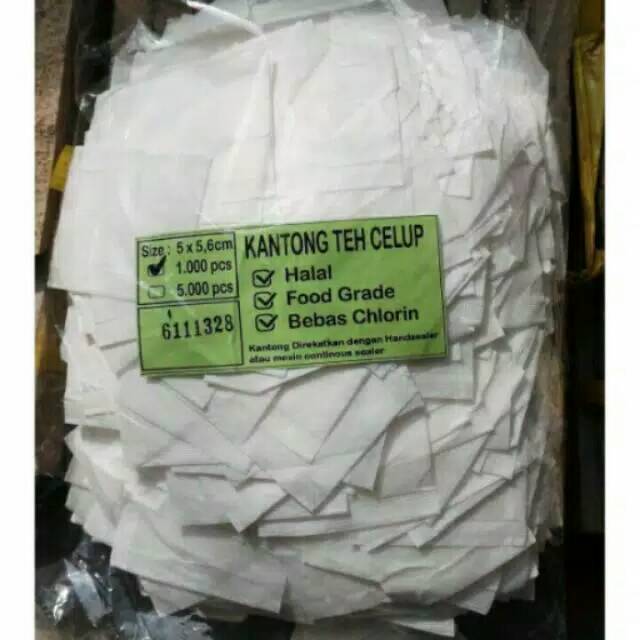 Size : 5 x 5,6cm
1.000 pcs
5.000 pcs
6111328
KANTONG TEH CELUP
Halal
Food Grade
Bebas Chlorin
Kantong Direkatkan dengan Handsealer
atau mesin continous sealer